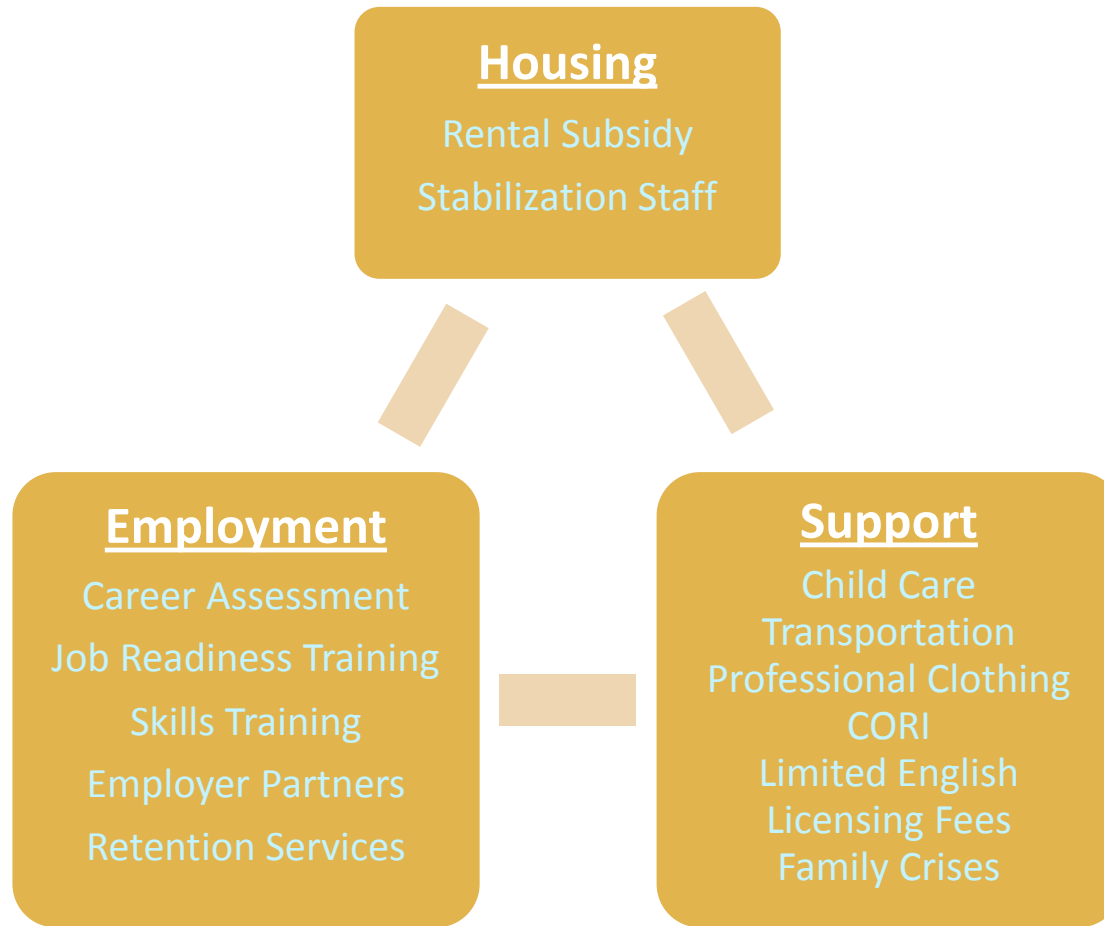 Housing
Rental Subsidy
Stabilization Staff
Employment
Career Assessment
Job Readiness Training
Skills Training
Employer Partners
Retention Services
Support
Child Care
Transportation
Professional Clothing
CORI
Limited English
Licensing Fees
Family Crises